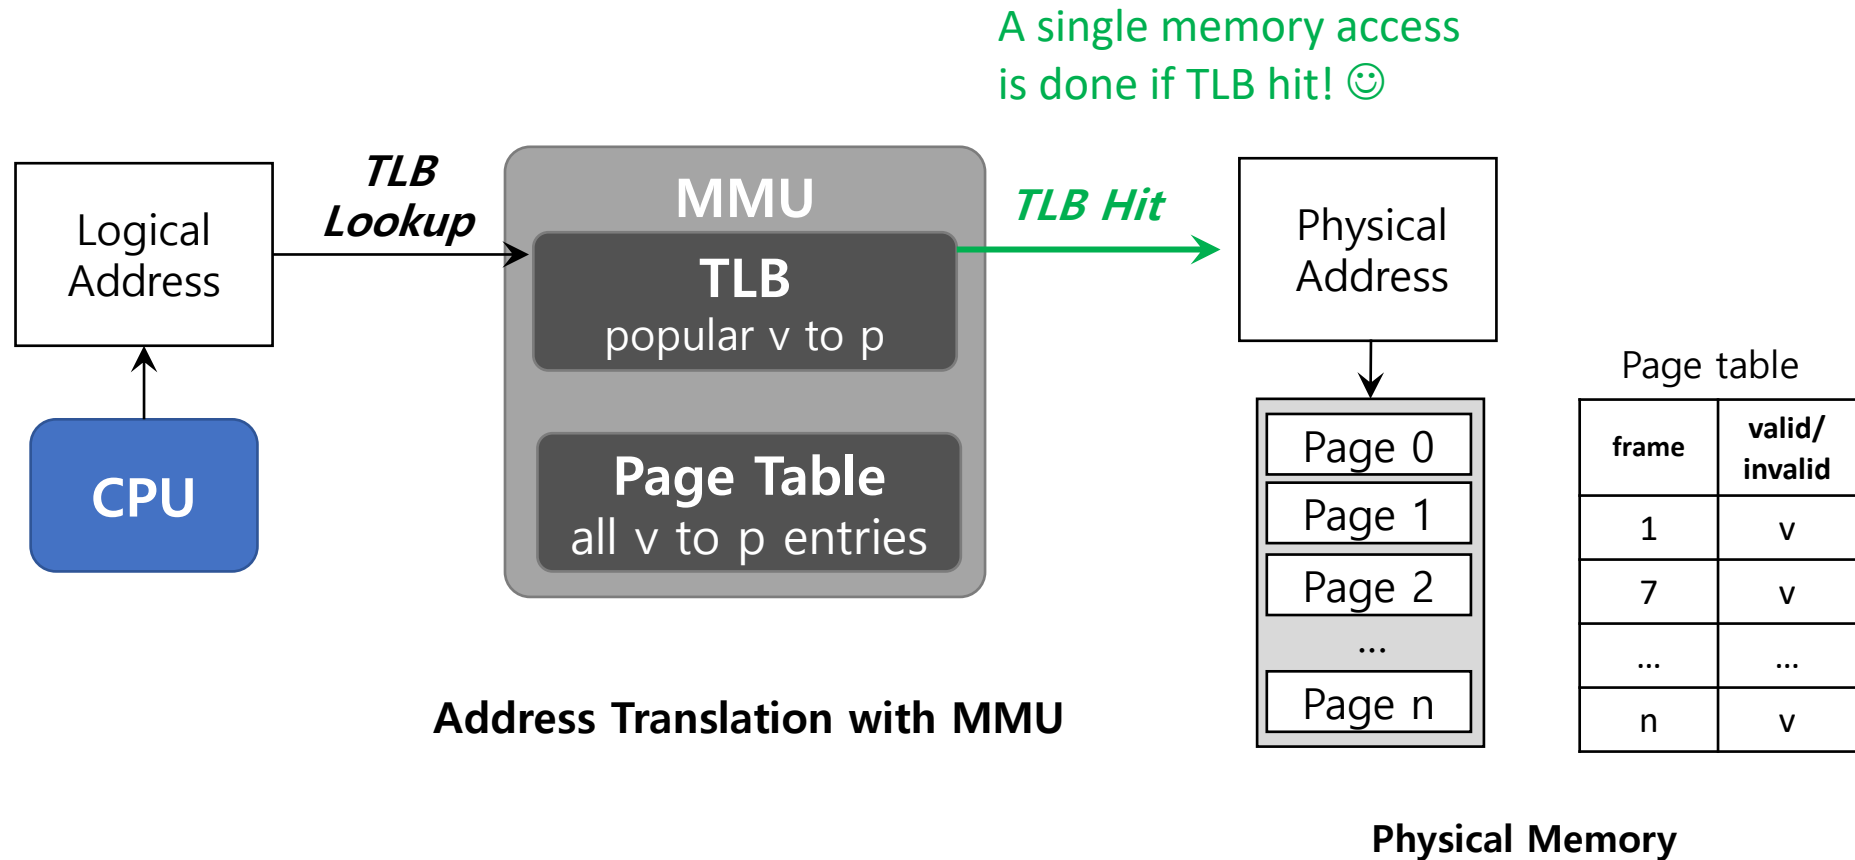 A single memory access
is done if TLB hit! ☺
TLB
Lookup
MMU
TLB Hit
Logical
Address
TLB
popular v to p
Physical
Address
CPU
Page Table
all v to p entries
Page 0
Page 1
Page 2
...
Page n
Page table
frame valid/
invalid
1 v
7 v
... ...
n v
Address Translation with MMU
Physical Memory